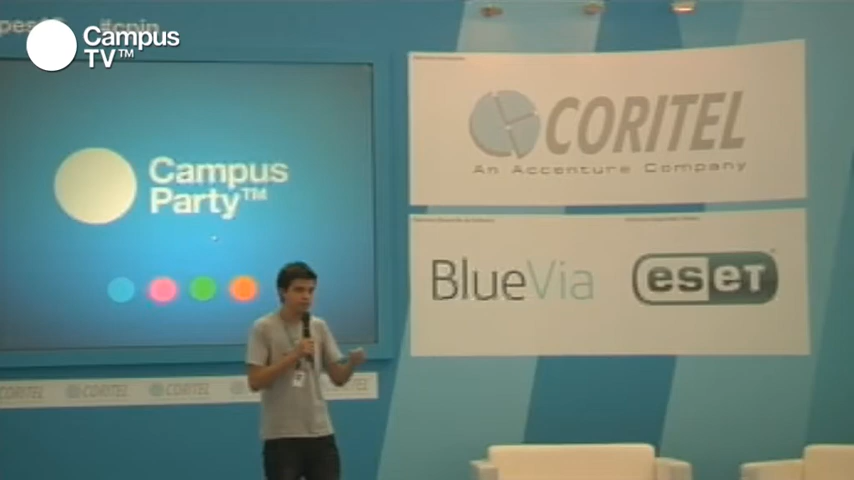 #cpin
Campus
TV™
Campus
Party™
CORITEL
An Accenture Company
BlueVia
eseT
CORITEL
CORITEL
CORITEL